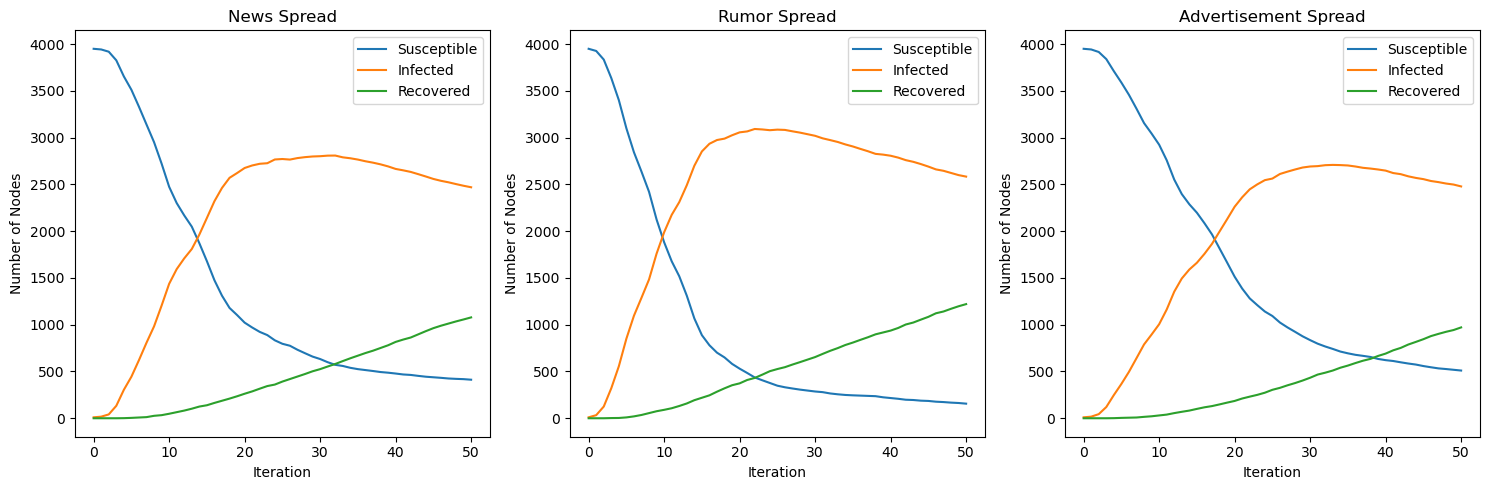 News Spread
4000
3500
3000
2500
2000
1500
1000
500
0
Number of Nodes
Susceptible
Infected
Recovered
0 10 20 30 40 50
Iteration
Rumor Spread
4000
3500
3000
2500
2000
1500
1000
500
0
Number of Nodes
Susceptible
Infected
Recovered
0 10 20 30 40 50
Iteration
Advertisement Spread
4000
3500
3000
2500
2000
1500
1000
500
0
Number of Nodes
Susceptible
Infected
Recovered
0 10 20 30 40 50
Iteration